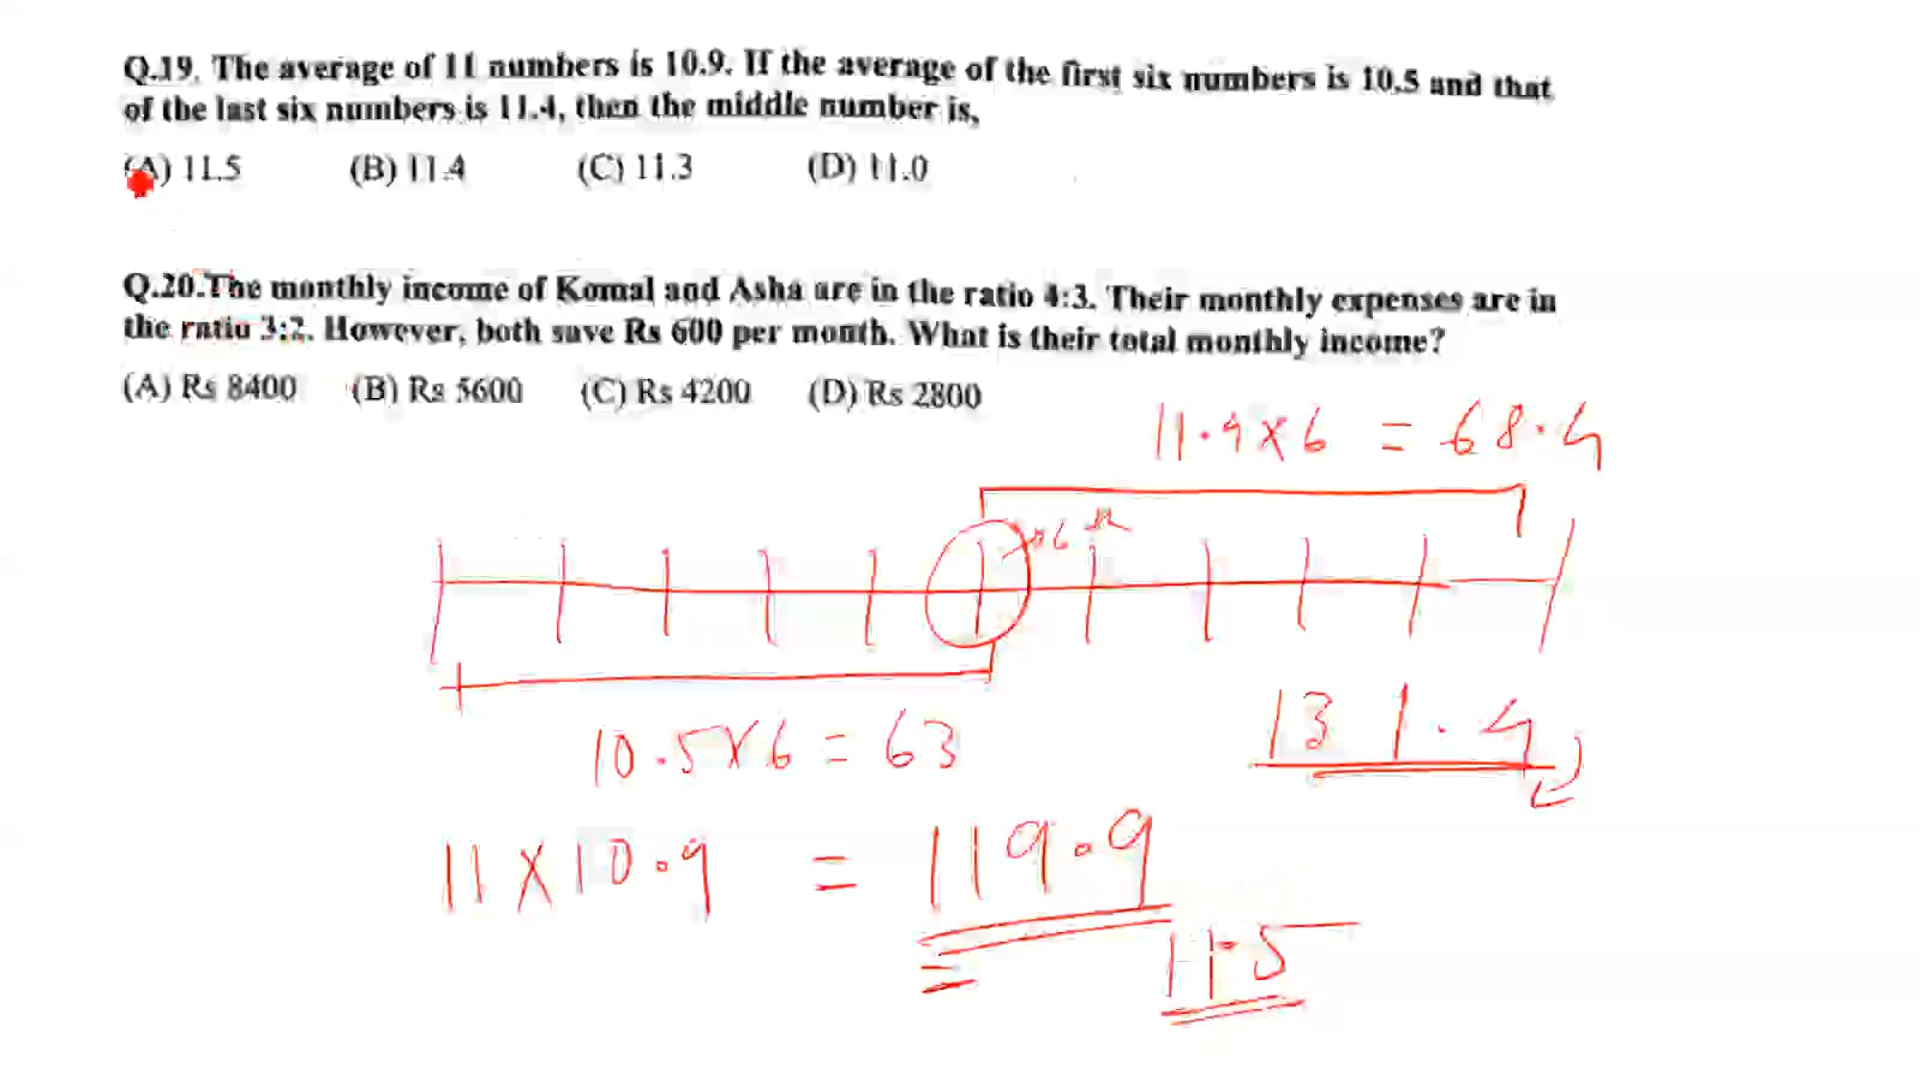 Q.19. The average of 11 numbers is 10.9. If the average of the first six numbers is 10.5 and that
of the last six numbers is 11.4, then the middle number is,
(A) 11.5 (B) 11.4 (C) 11.3 (D) 11.0
Q.20.The monthly income of Komal and Asha are in the ratio 4:3. Their monthly expenses are in
the ratio 3:2. However, both save Rs 600 per month. What is their total monthly income?
(A) Rs 8400 (B) Rs 5600 (C) Rs 4200 (D) Rs 2800
11.4 x 6 = 68.4
6th
10.5 x 6 = 63
131.4
11 x 10.9 = 119.9
11.5